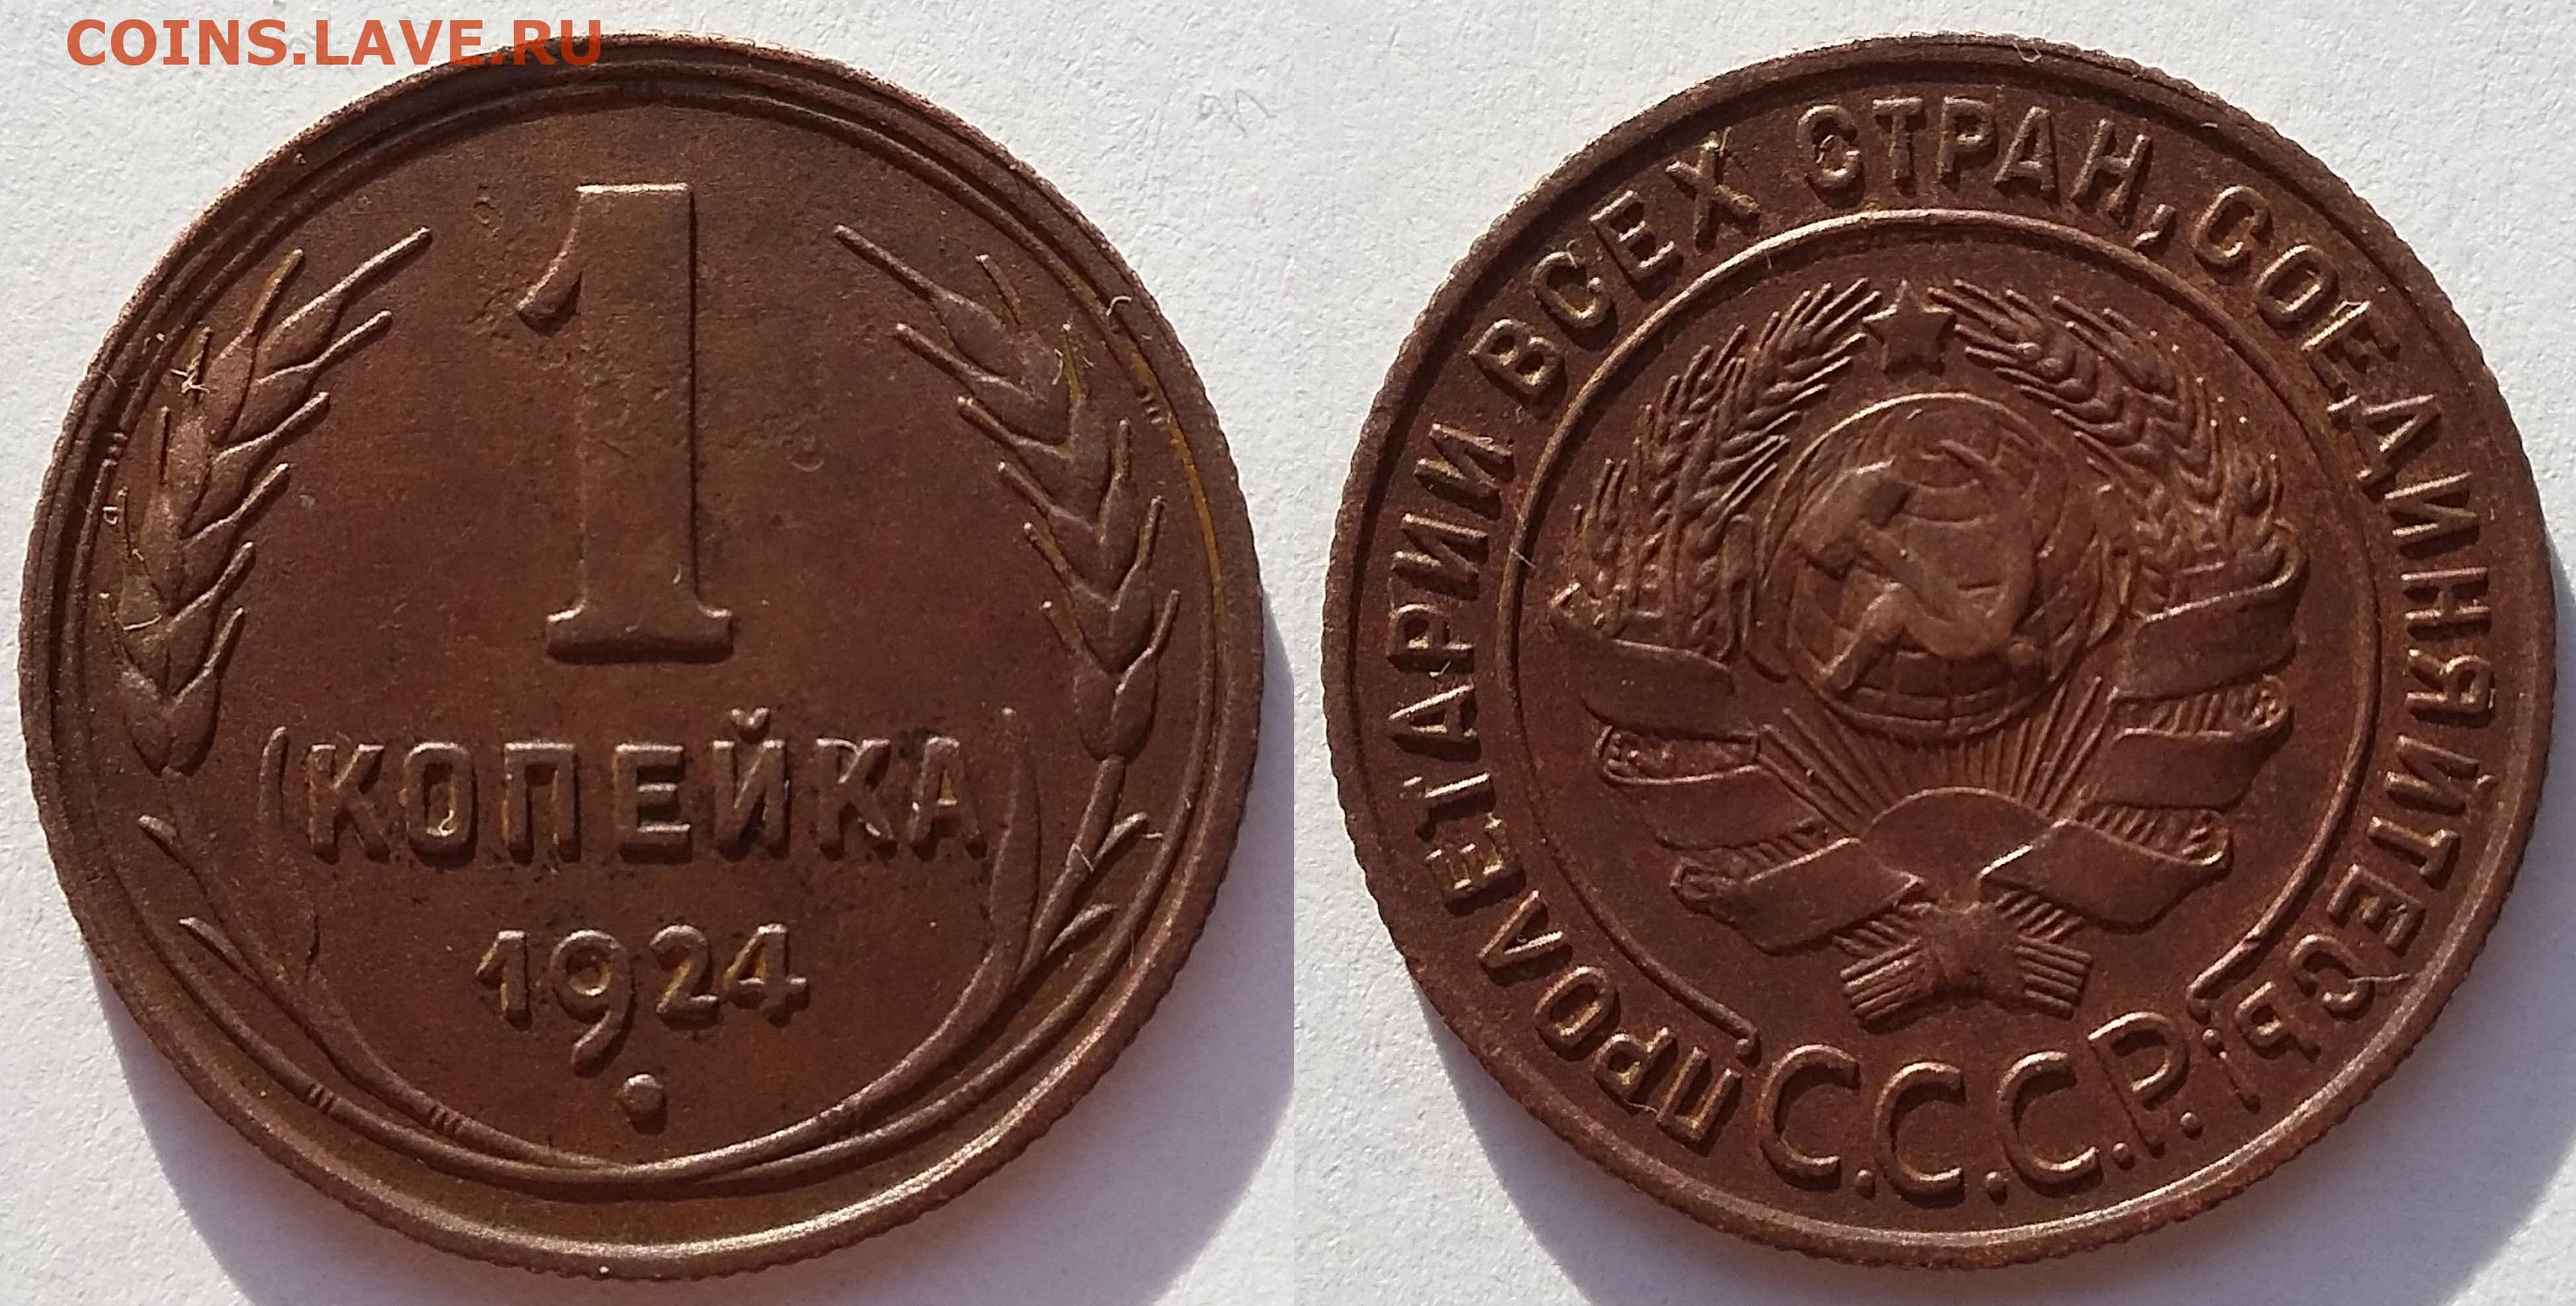 COINS.LAVE.RU
1
КОПЕЙКА
1924
ПРОЛЕТАРИИ ВСЕХ СТРАН, СОЕДИНЯЙТЕСЬ!
С.С.С.Р.